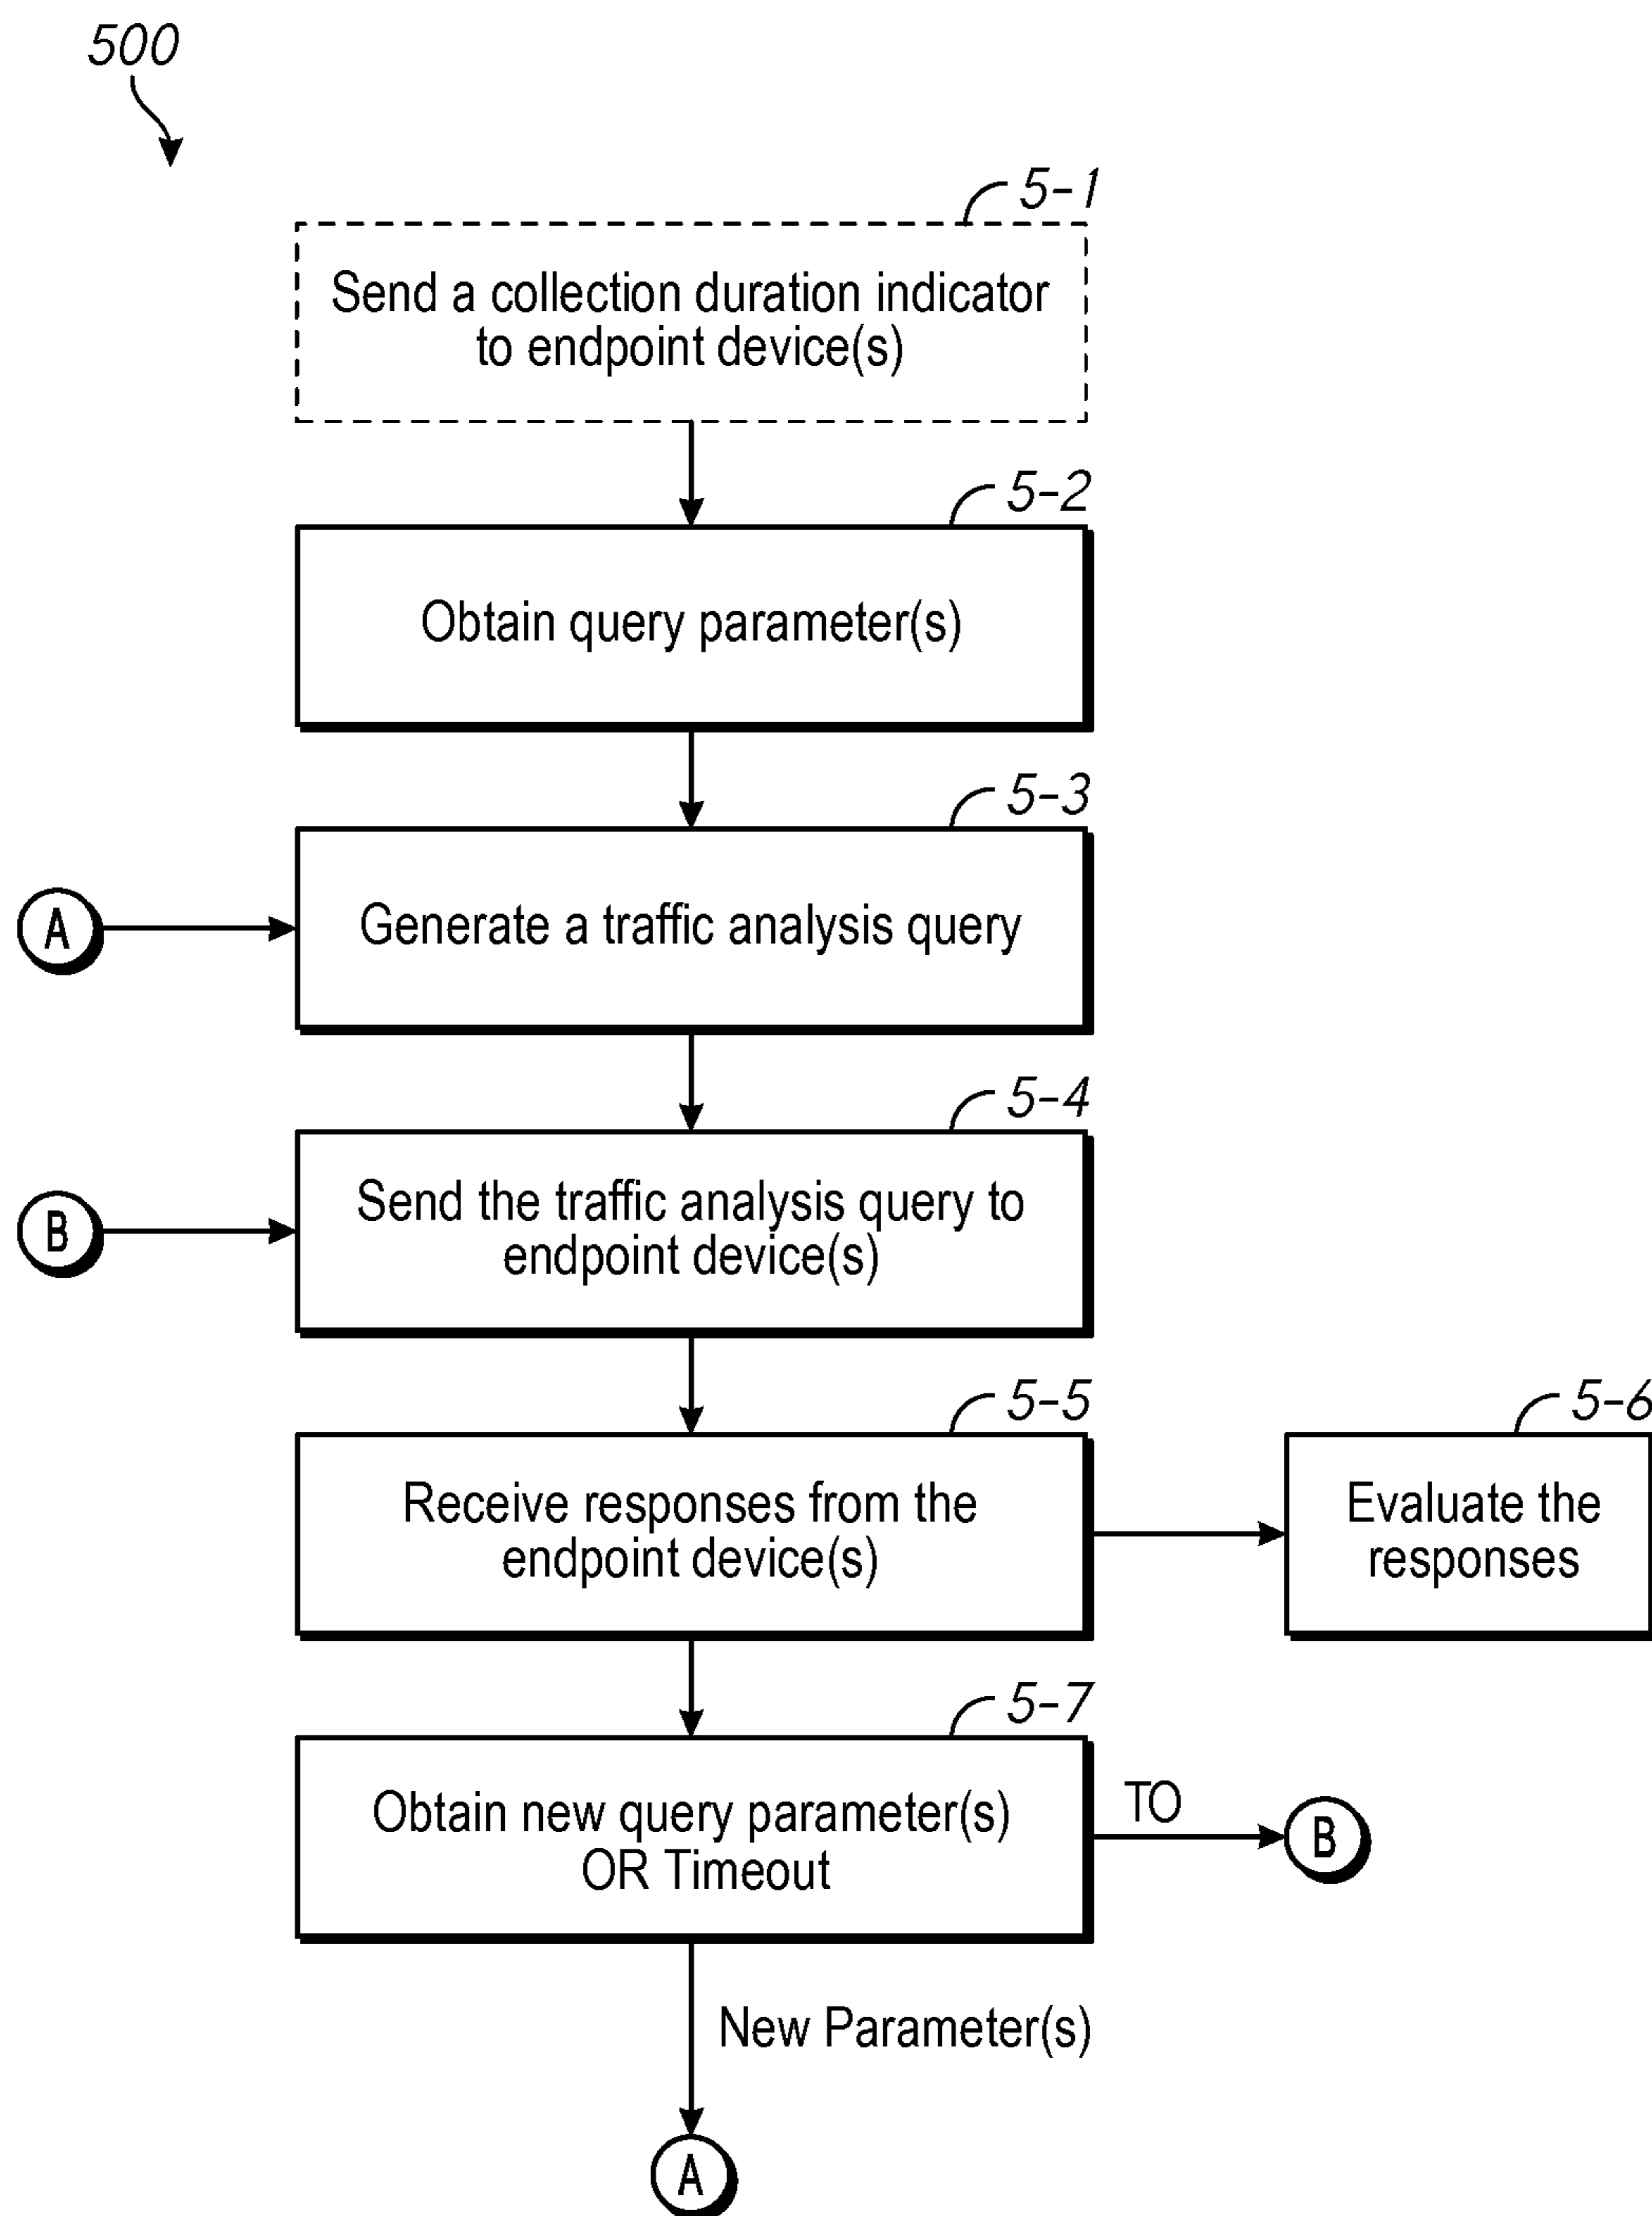 500
5-1
Send a collection duration indicator
to endpoint device(s)
5-2
Obtain query parameter(s)
5-3
A
Generate a traffic analysis query
5-4
B
Send the traffic analysis query to
endpoint device(s)
5-5
Receive responses from the
endpoint device(s)
5-6
Evaluate the
responses
5-7
Obtain new query parameter(s)
OR Timeout
TO
B
New Parameter(s)
A